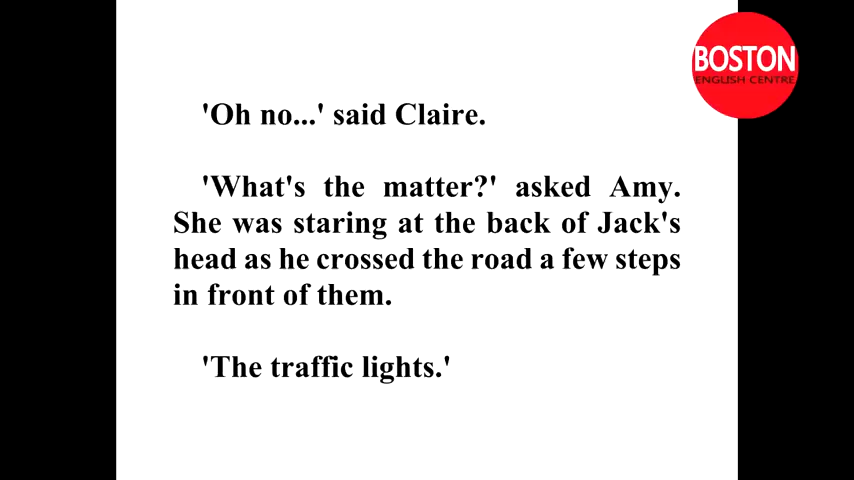 BOSTON
ENGLISH CENTRE
'Oh no...' said Claire.
'What's the matter?' asked Amy.
She was staring at the back of Jack's
head as he crossed the road a few steps
in front of them.
'The traffic lights.'